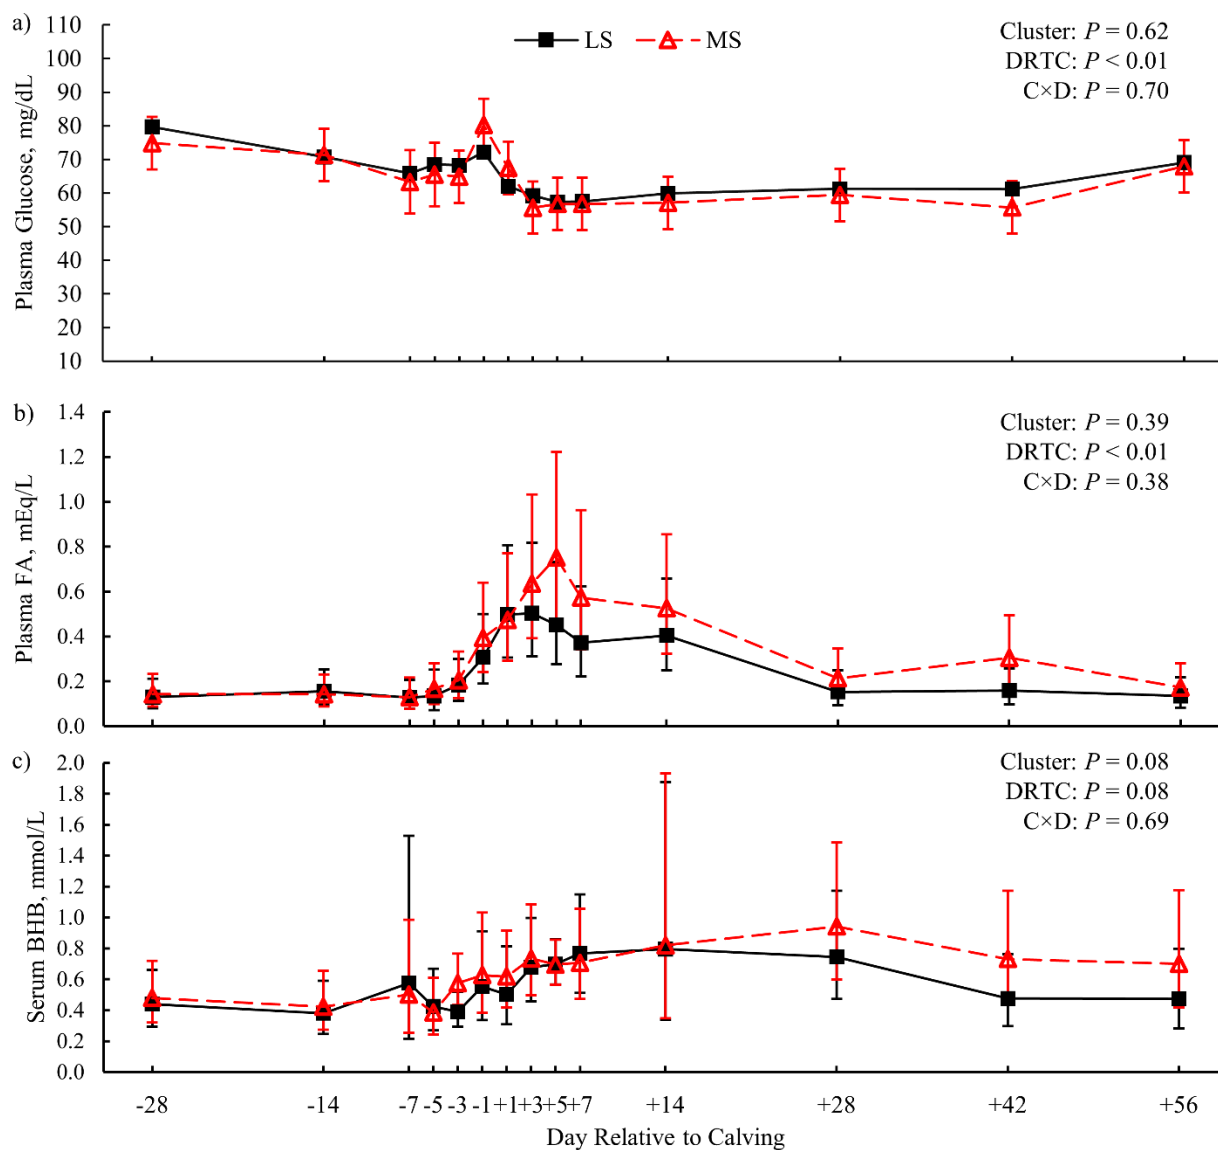 a)
LS
MS
Cluster: P = 0.62
DRTC: P < 0.01
C×D: P = 0.70
Plasma Glucose, mg/dL
110
100
90
80
70
60
50
40
30
20
10
b)
Cluster: P = 0.39
DRTC: P < 0.01
C×D: P = 0.38
Plasma FA, mEq/L
1.4
1.2
1.0
0.8
0.6
0.4
0.2
0.0
c)
Cluster: P = 0.08
DRTC: P = 0.08
C×D: P = 0.69
Serum BHB, mmol/L
2.0
1.8
1.6
1.4
1.2
1.0
0.8
0.6
0.4
0.2
0.0
-28 -14 -7 -5 -3 -1 +1 +3 +5 +7 +14 +28 +42 +56
Day Relative to Calving